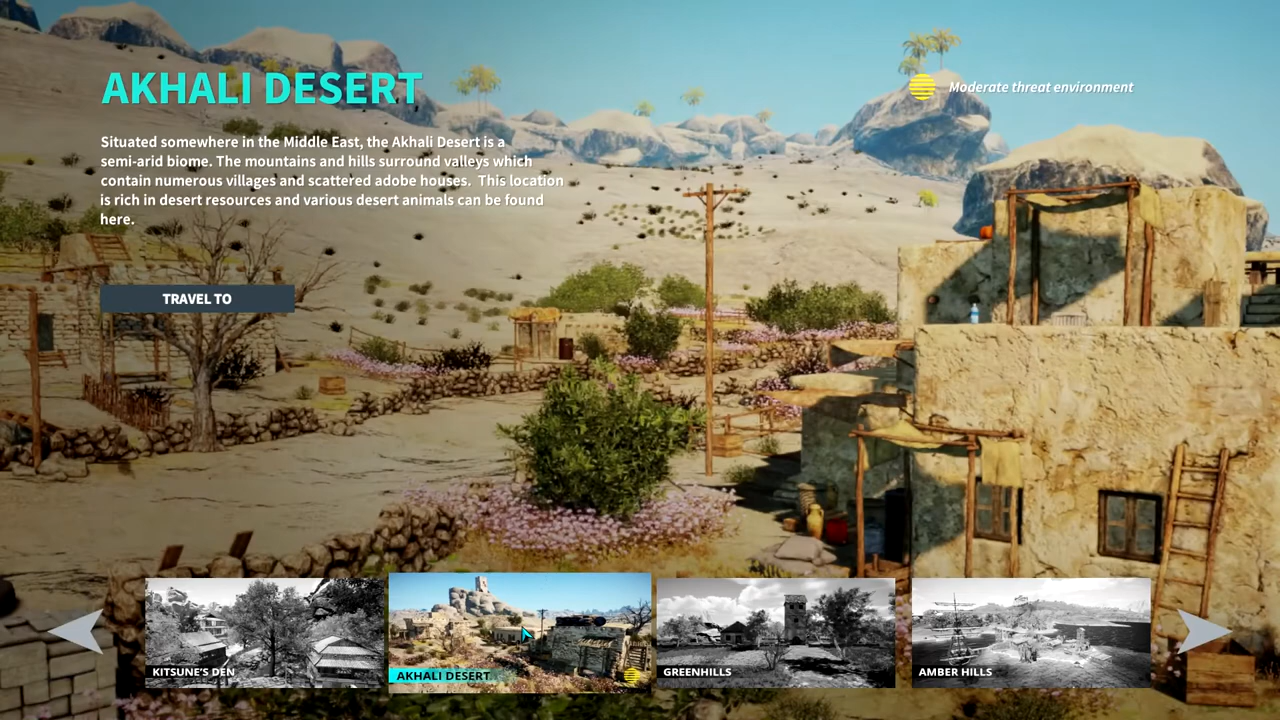 AKHALI DESERT
Moderate threat environment
Situated somewhere in the Middle East, the Akhali Desert is a
semi-arid biome. The mountains and hills surround valleys which
contain numerous villages and scattered adobe houses.  This location
is rich in desert resources and various desert animals can be found
here.
TRAVEL TO
KITSUNE'S DEN
AKHALI DESERT
GREENHILLS
AMBER HILLS